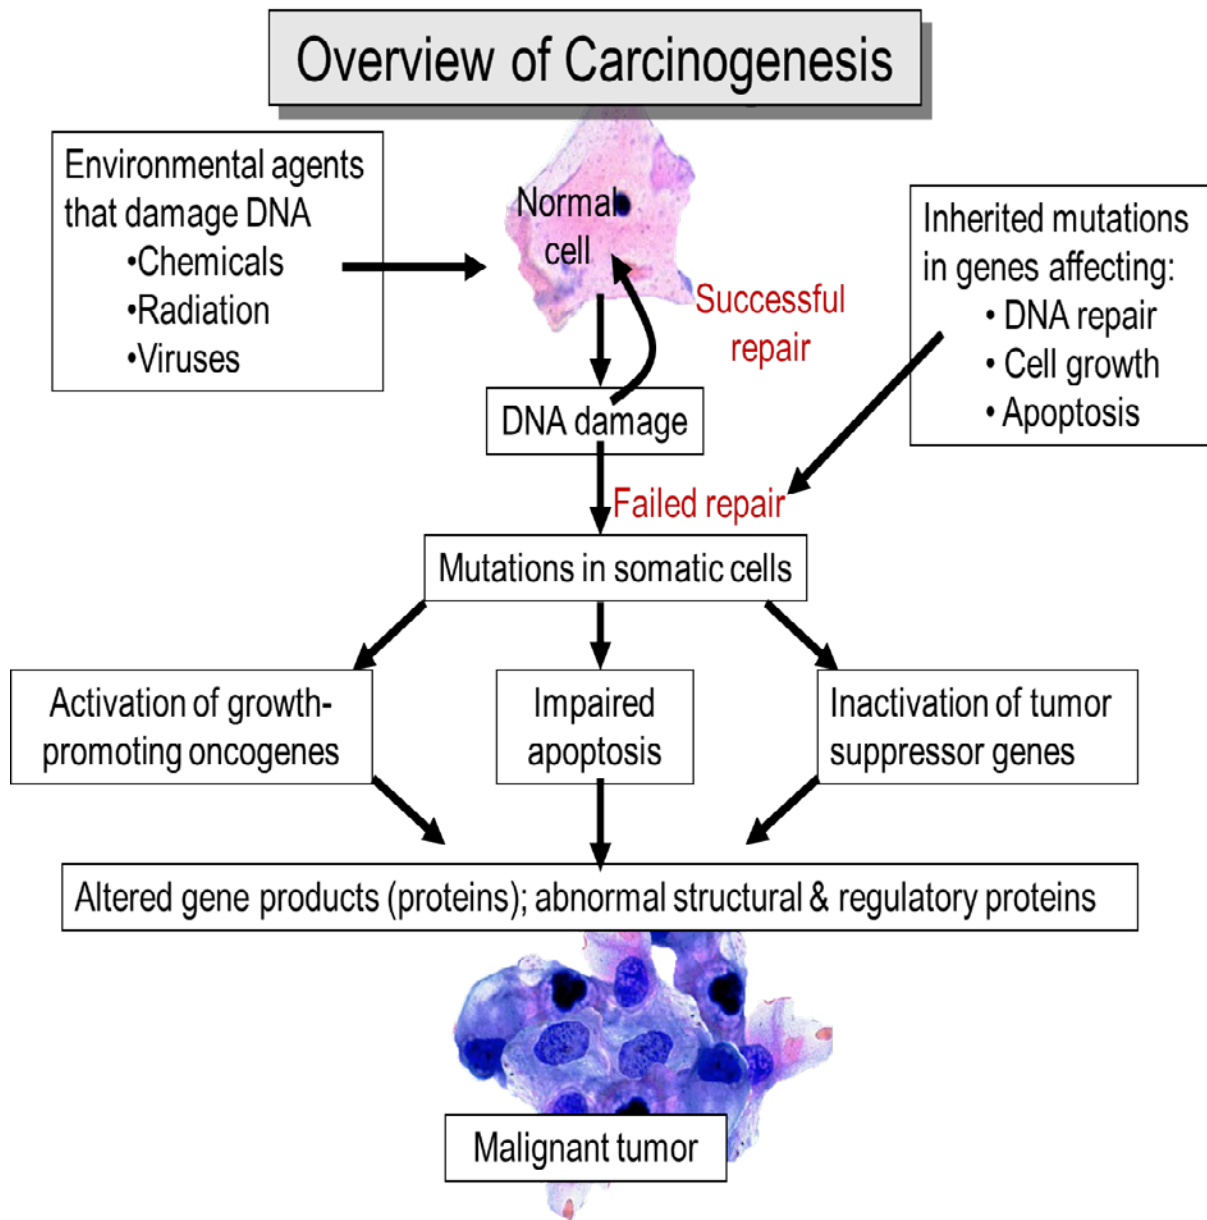 Overview of Carcinogenesis
Environmental agents
that damage DNA
•Chemicals
•Radiation
•Viruses
Normal
cell
Successful
repair
Inherited mutations
in genes affecting:
• DNA repair
• Cell growth
• Apoptosis
DNA damage
Failed repair
Mutations in somatic cells
Activation of growth-
promoting oncogenes
Impaired
apoptosis
Inactivation of tumor
suppressor genes
Altered gene products (proteins); abnormal structural & regulatory proteins
Malignant tumor